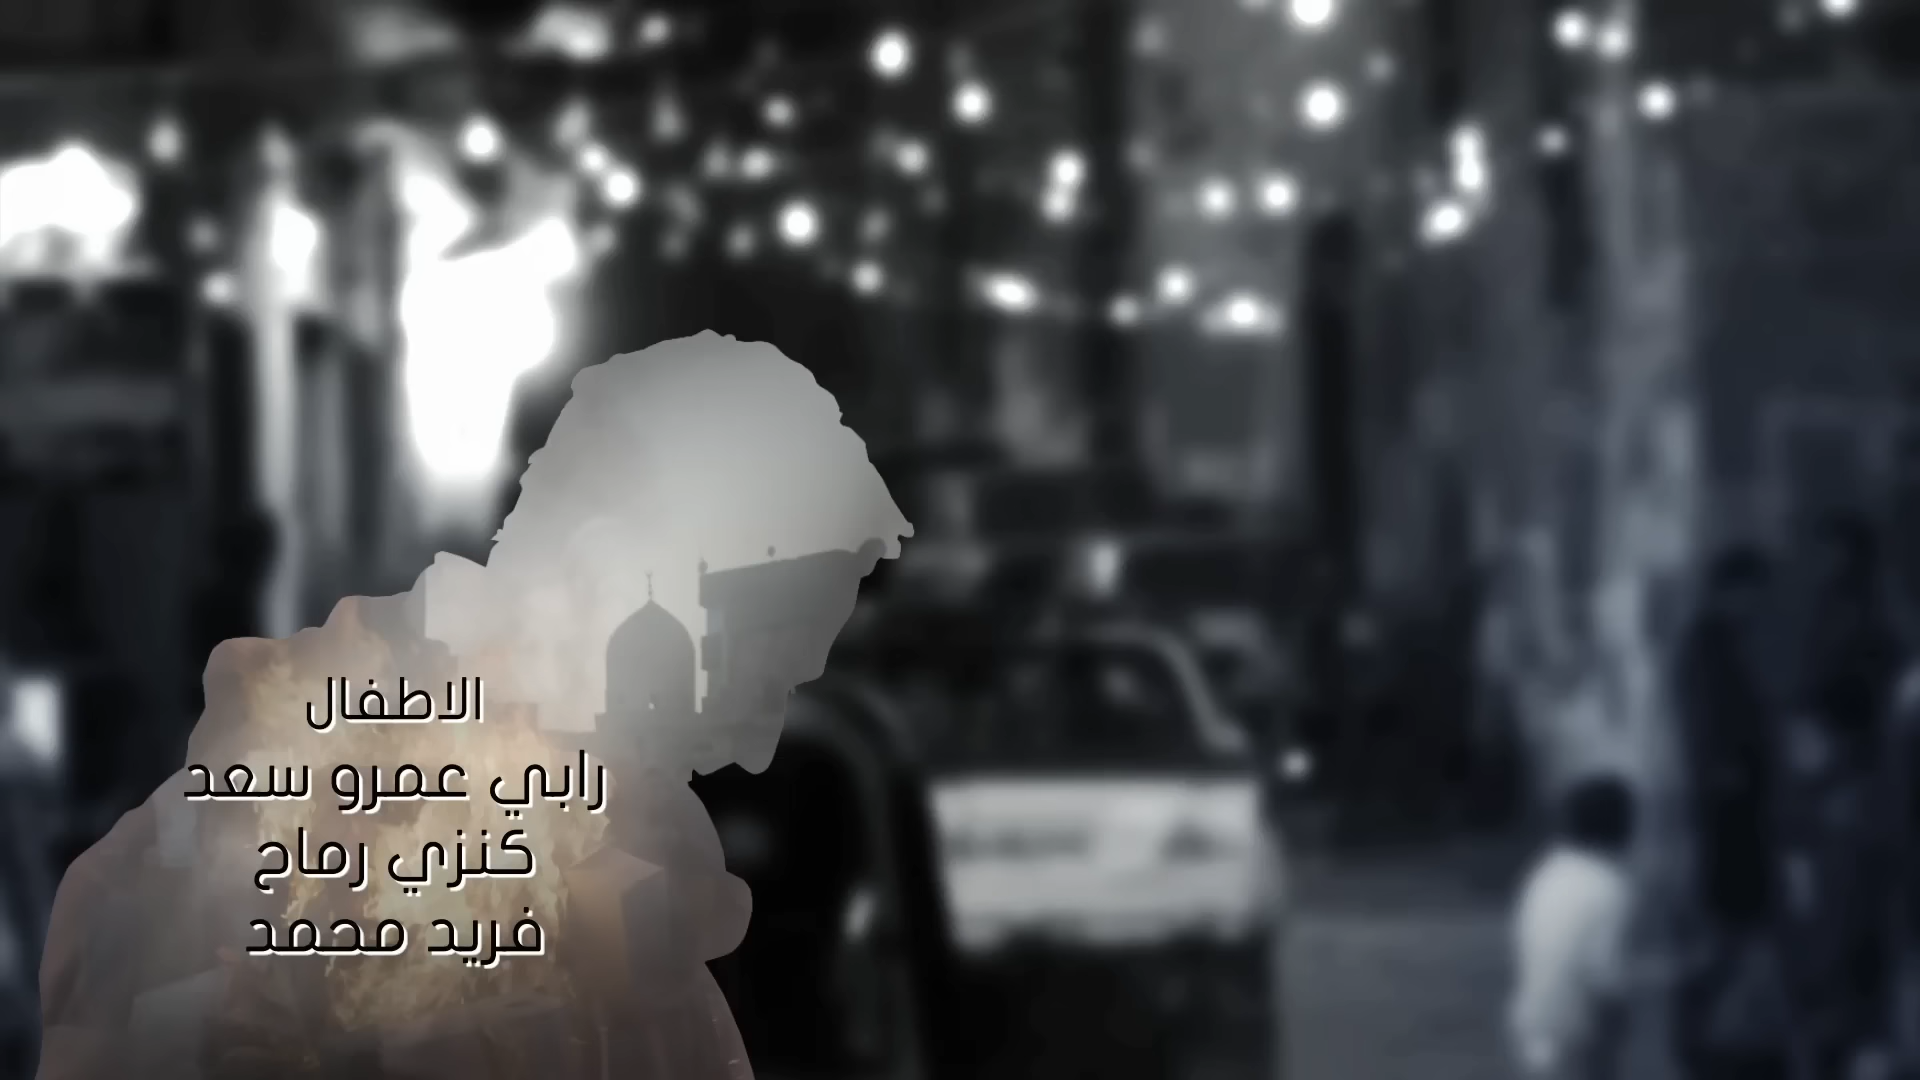 الاطفال
رابي عمرو سعد
كنزي رماح
فريد محمد